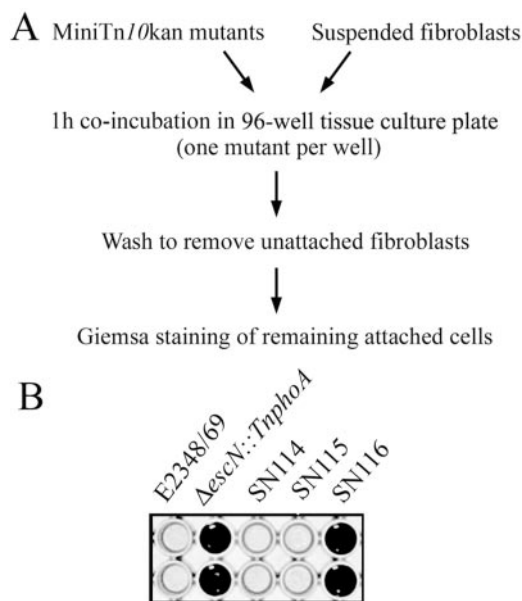 A
MiniTn10kan mutants
Suspended fibroblasts
1h co-incubation in 96-well tissue culture plate
(one mutant per well)
Wash to remove unattached fibroblasts
Giemsa staining of remaining attached cells
B
E2348/69
ΔescN::TnphoA
SN114
SN115
SN116